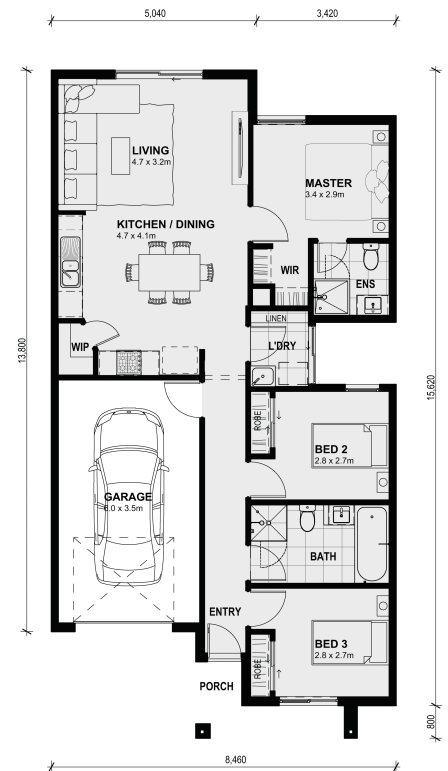 5,040
3,420
LIVING
4.7 x 3.2m
MASTER
3.4 x 2.9m
KITCHEN / DINING
4.7 x 4.1m
WIR
ENS
LINEN
L'DRY
WIP
13,800
15,620
ROBE
BED 2
2.8 x 2.7m
GARAGE
6.0 x 3.5m
BATH
ENTRY
BED 3
2.8 x 2.7m
ROBE
PORCH
800
8,460